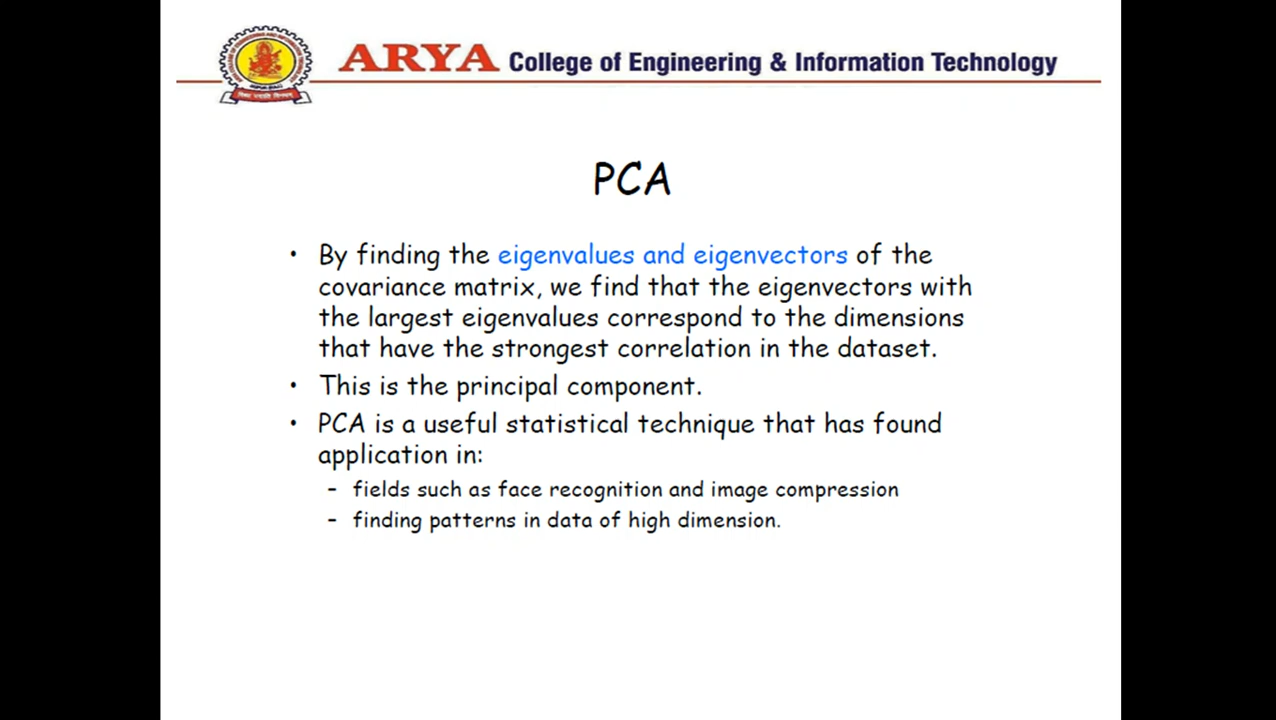 ARYA College of Engineering & Information Technology
PCA
• By finding the eigenvalues and eigenvectors of the
covariance matrix, we find that the eigenvectors with
the largest eigenvalues correspond to the dimensions
that have the strongest correlation in the dataset.
• This is the principal component.
• PCA is a useful statistical technique that has found
application in:
– fields such as face recognition and image compression
– finding patterns in data of high dimension.